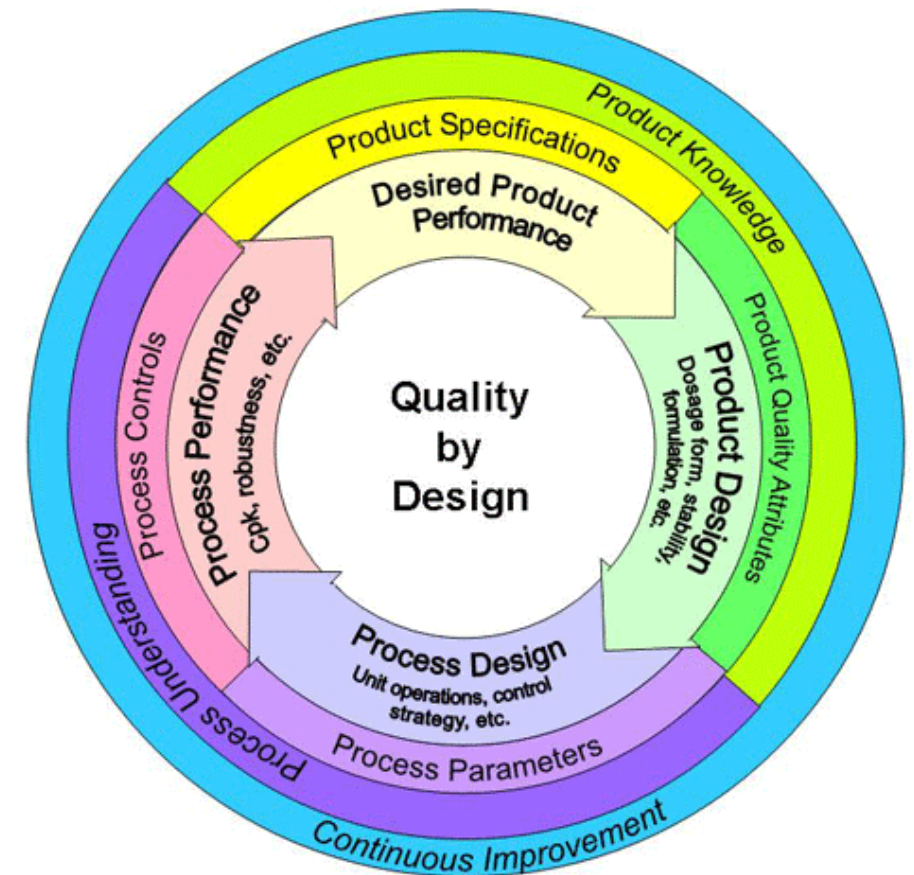 Product Knowledge
Product Specifications
Desired Product
Performance
Product Quality Attributes
Product Design
Dosage form, stability,
formulation, etc.
Quality
by
Design
Process Controls
Process Performance
Cpk, robustness, etc.
Process Design
Unit operations, control
strategy, etc.
Process Parameters
Process Understanding
Continuous Improvement